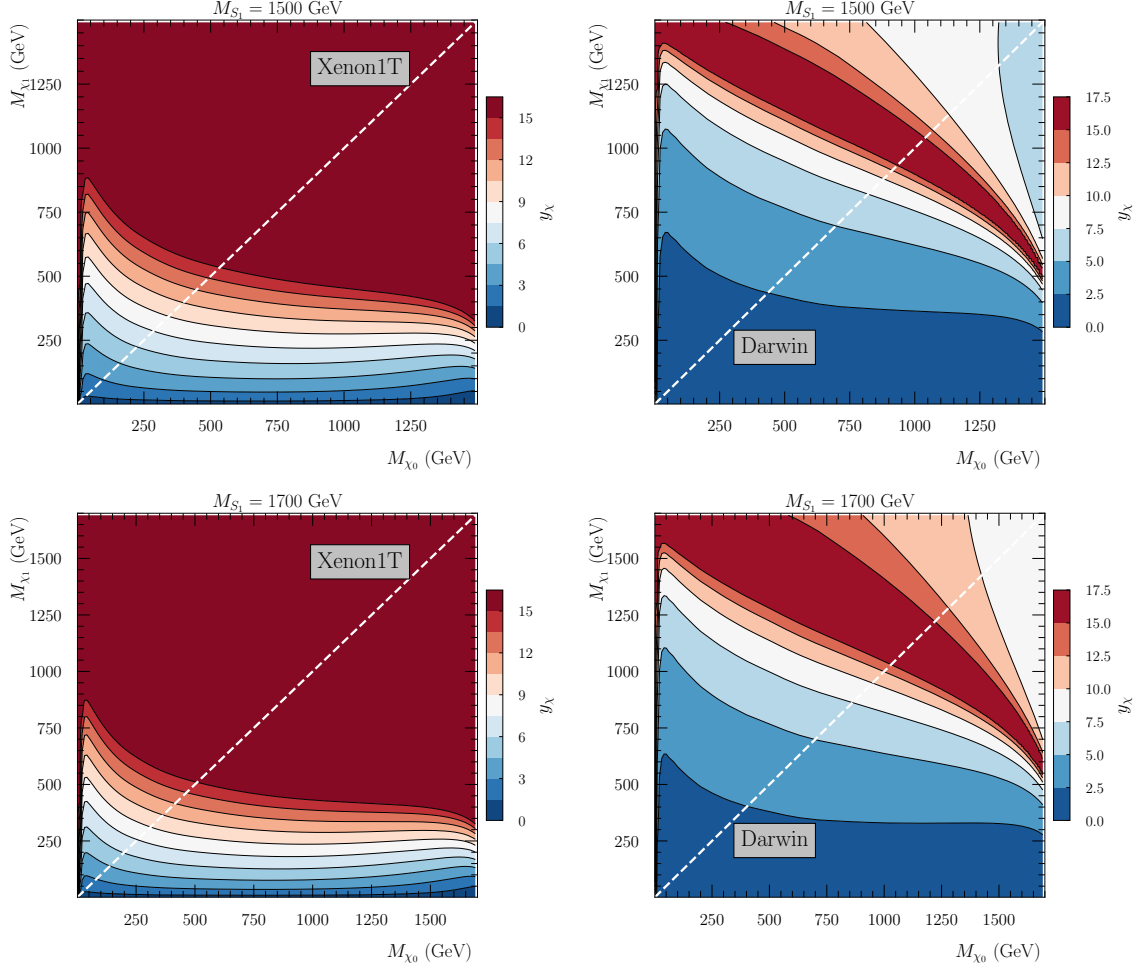 M_{S_1} = 1500 GeV
M_{χ_1} (GeV)
1250
1000
750
500
250
250 500 750 1000 1250
M_{χ_0} (GeV)
Xenon1T
15
12
9
6
3
0
y_χ
M_{S_1} = 1500 GeV
M_{χ_1} (GeV)
1250
1000
750
500
250
250 500 750 1000 1250
M_{χ_0} (GeV)
Darwin
17.5
15.0
12.5
10.0
7.5
5.0
2.5
0.0
y_χ
M_{S_1} = 1700 GeV
M_{χ_1} (GeV)
1500
1250
1000
750
500
250
250 500 750 1000 1250 1500
M_{χ_0} (GeV)
Xenon1T
15
12
9
6
3
0
y_χ
M_{S_1} = 1700 GeV
M_{χ_1} (GeV)
1500
1250
1000
750
500
250
250 500 750 1000 1250 1500
M_{χ_0} (GeV)
Darwin
17.5
15.0
12.5
10.0
7.5
5.0
2.5
0.0
y_χ